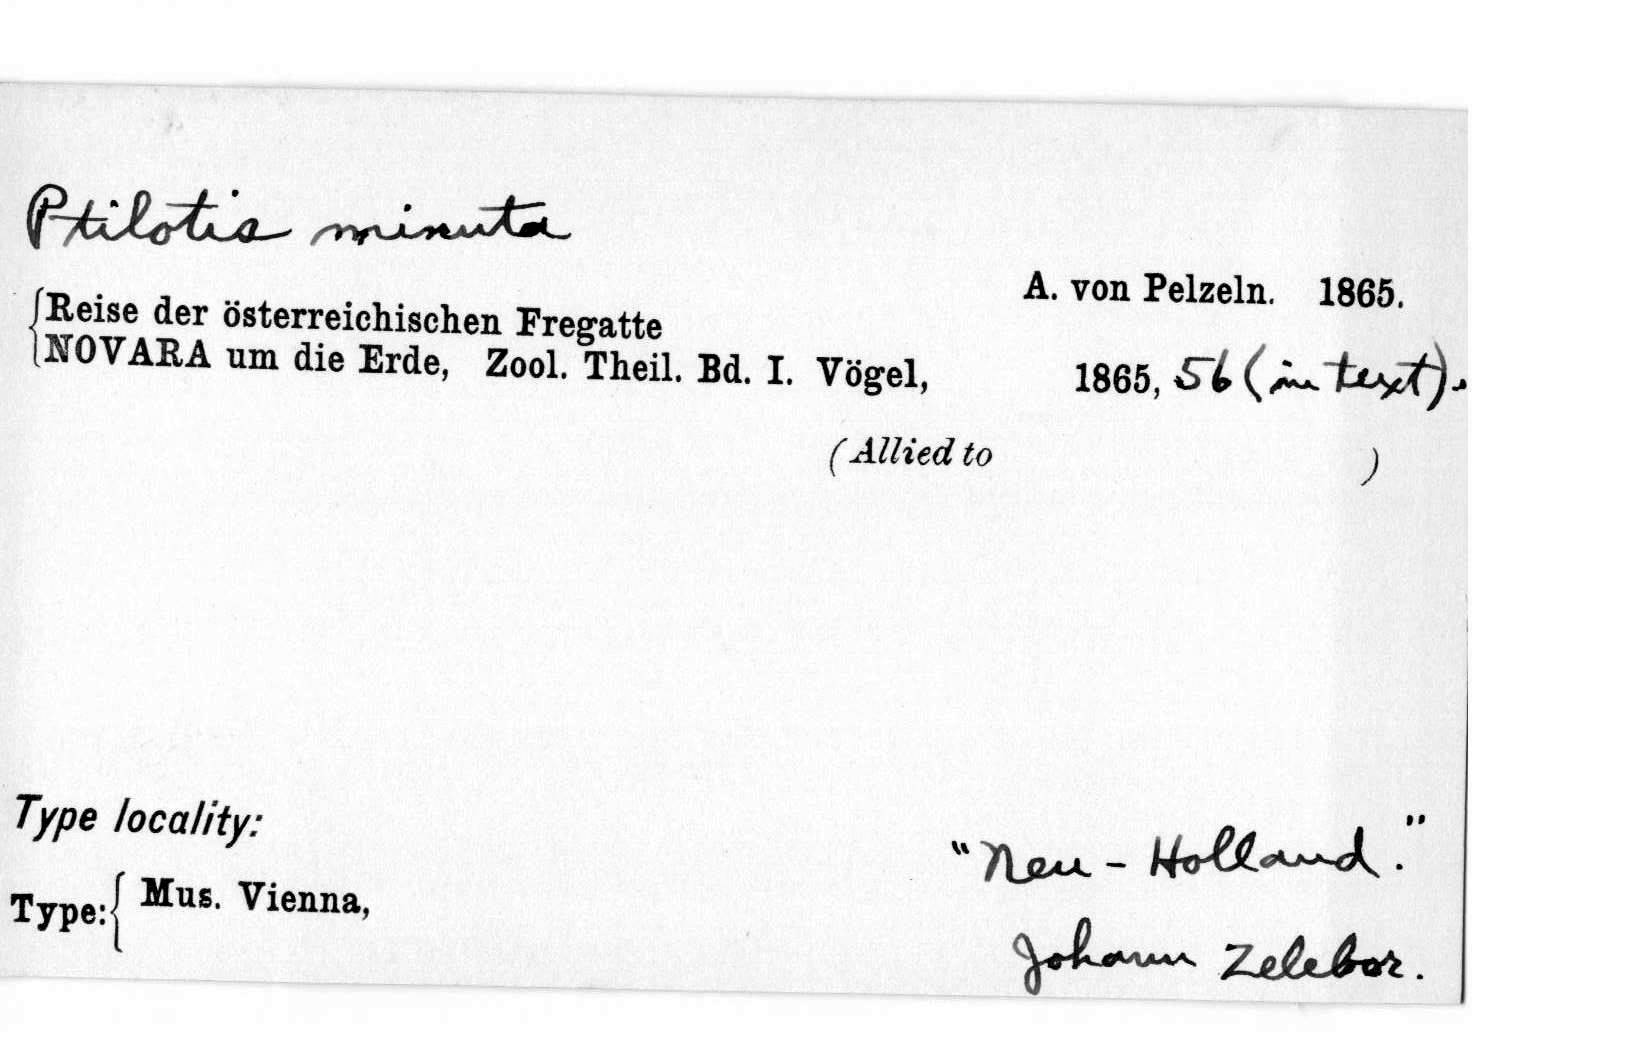 Ptilotis minuta
A. von Pelzeln. 1865.
Reise der österreichischen Fregatte
NOVARA um die Erde, Zool. Theil. Bd. I. Vögel, 1865, 56 (in text).
(Allied to )
Type locality:
"Neu-Holland."
Type: Mus. Vienna,
Johann Zelebor.